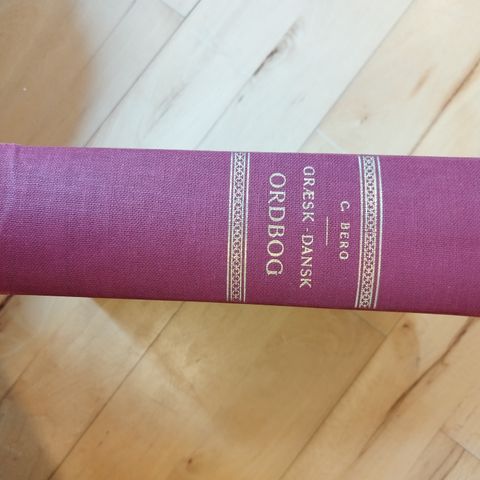 C. BERG
GRÆSK - DANSK
ORDBOG